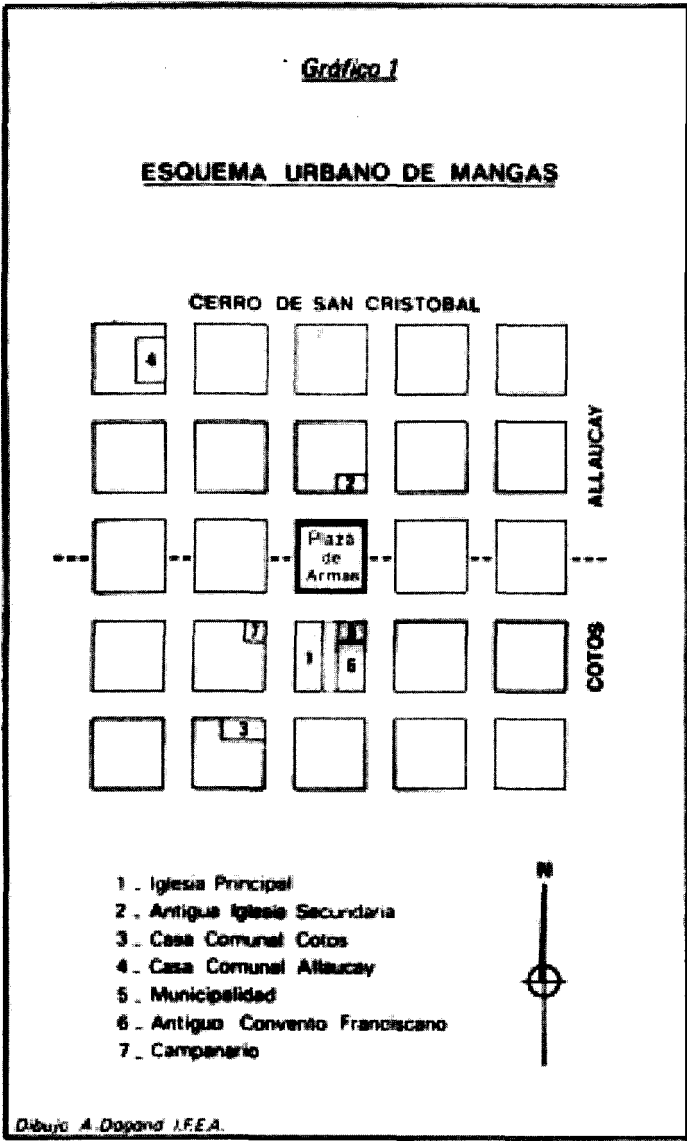 Gráfico 1
ESQUEMA URBANO DE MANGAS
CERRO DE SAN CRISTOBAL
4
ALLAUCAY
2
Plaza
de
Armas
COTOS
7
1
5
6
3
N
1 _ Iglesia Principal
2 _ Antigua Iglesia Secundaria
3 _ Casa Comunal Cotos
4 _ Casa Comunal Allaucay
5 _ Municipalidad
6 _ Antiguo Convento Franciscano
7 _ Campanario
Dibujo A. Dagand I.F.E.A.